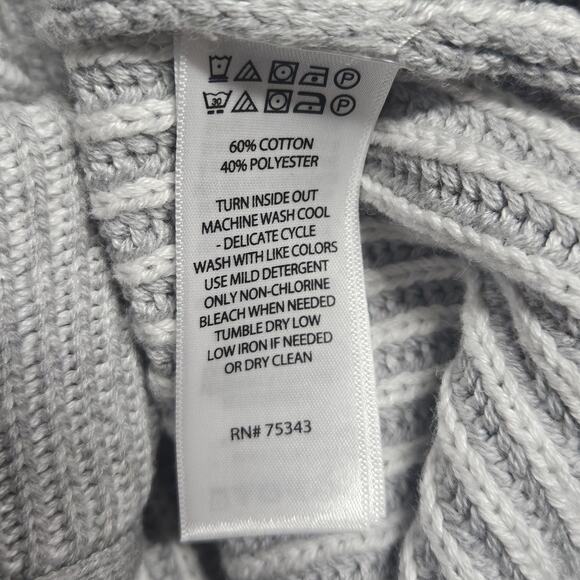 P
30 P
60% COTTON
40% POLYESTER
TURN INSIDE OUT
MACHINE WASH COOL
- DELICATE CYCLE
WASH WITH LIKE COLORS
USE MILD DETERGENT
ONLY NON-CHLORINE
BLEACH WHEN NEEDED
TUMBLE DRY LOW
LOW IRON IF NEEDED
OR DRY CLEAN
RN# 75343